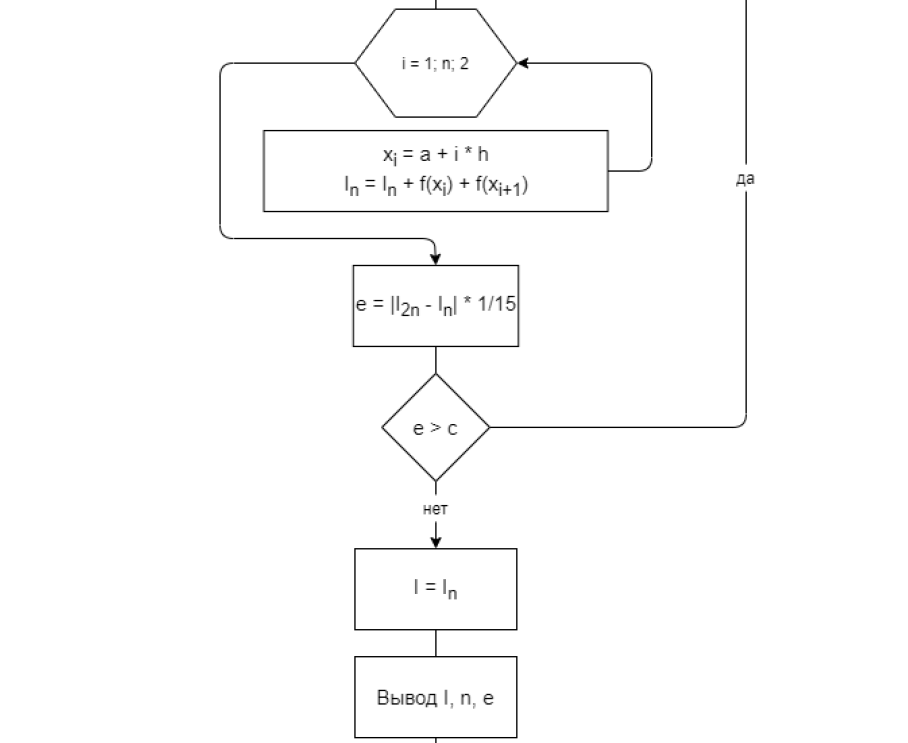 i = 1; n; 2
xi = a + i * h
In = In + f(xi) + f(xi+1)
да
e = |I2n - In| * 1/15
e > c
нет
I = In
Вывод I, n, e